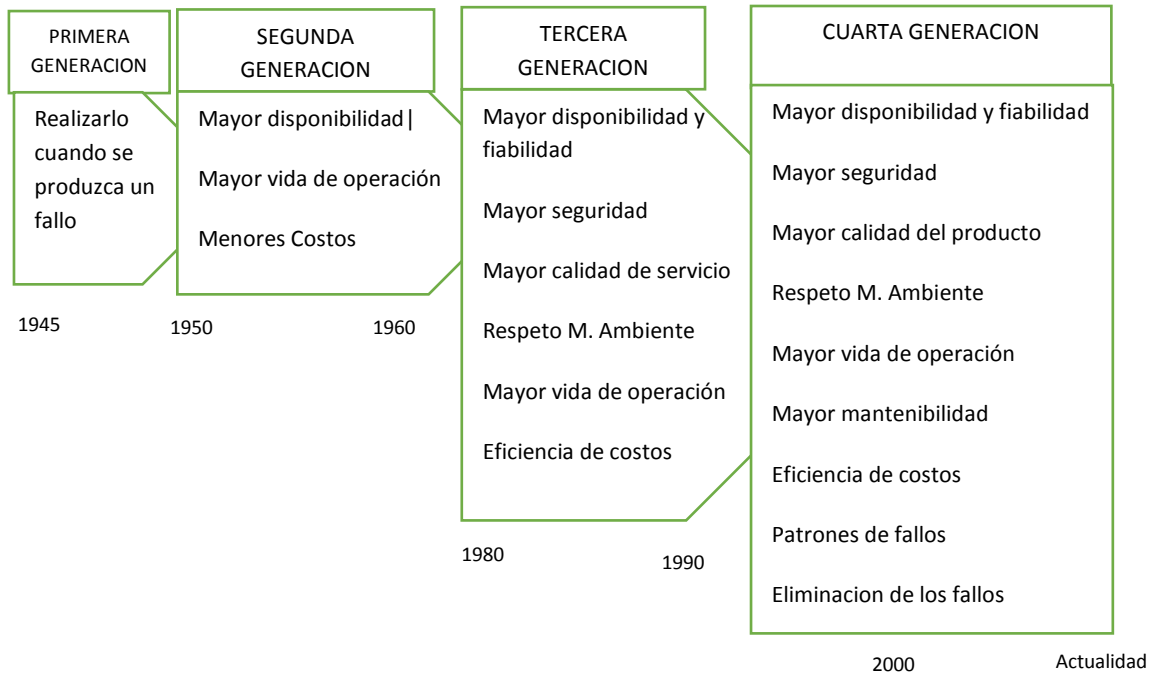 PRIMERA
GENERACION
Realizarlo
cuando se
produzca un
fallo
1945
SEGUNDA
GENERACION
Mayor disponibilidad|
Mayor vida de operación
Menores Costos
1950
1960
TERCERA
GENERACION
Mayor disponibilidad y
fiabilidad
Mayor seguridad
Mayor calidad de servicio
Respeto M. Ambiente
Mayor vida de operación
Eficiencia de costos
1980
1990
CUARTA GENERACION
Mayor disponibilidad y fiabilidad
Mayor seguridad
Mayor calidad del producto
Respeto M. Ambiente
Mayor vida de operación
Mayor mantenibilidad
Eficiencia de costos
Patrones de fallos
Eliminacion de los fallos
2000
Actualidad